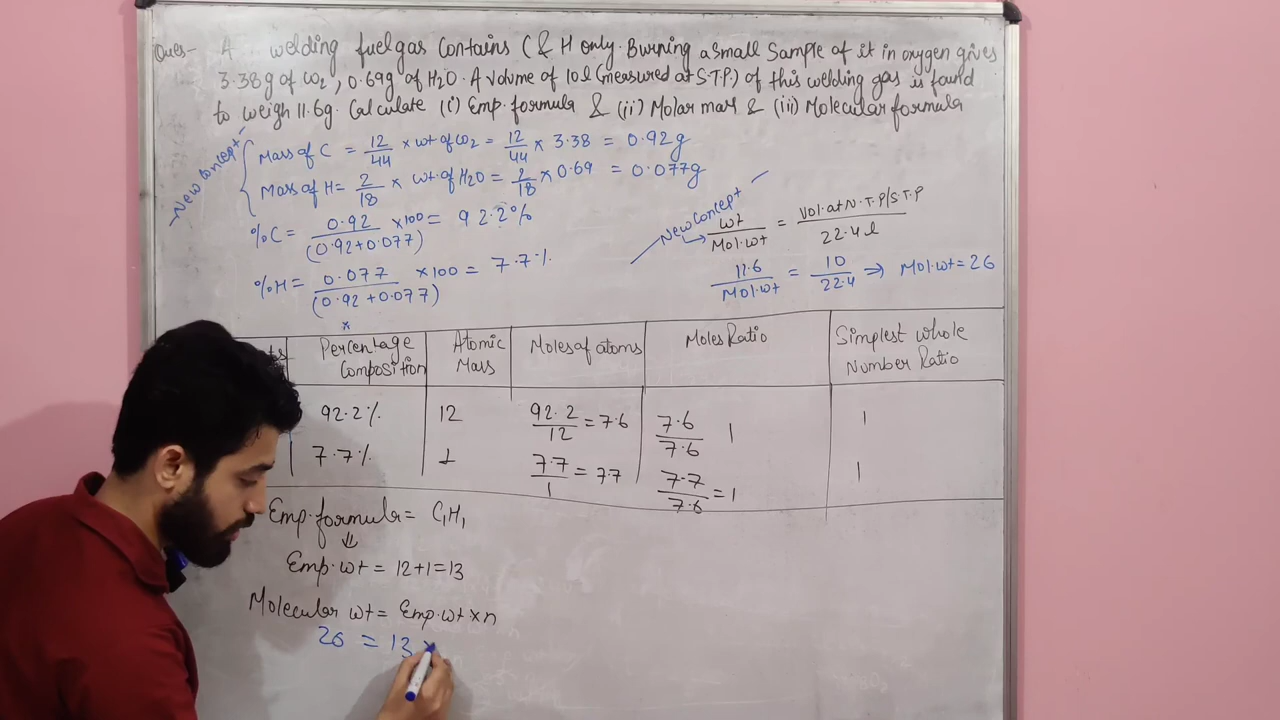 Ques- A welding fuel gas contains C & H only. Burning a small sample of it in oxygen gives
3.38g of CO2, 0.69g of H2O. A volume of 10l (measured at S.T.P.) of this welding gas is found
to weigh 11.6g. Calculate (i) Emp. formula & (ii) Molar mass & (iii) Molecular formula
New Concept
Mass of C = 12/44 × wt of CO2 = 12/44 × 3.38 = 0.92g
Mass of H = 2/18 × wt. of H2O = 2/18 × 0.69 = 0.077g
%C = 0.92/(0.92+0.077) ×100 = 92.2%
%H = 0.077/(0.92+0.077) ×100 = 7.7%
×
New Concept
wt/Mol.wt = Vol. at N.T.P/S.T.P/22.4 l
11.6/Mol.wt = 10/22.4 ⇒ Mol.wt = 26
Percentage Composition Atomic Mass Moles of atoms Moles Ratio Simplest whole Number Ratio
92.2% 12 92.2/12 = 7.6 7.6/7.6 1 1
7.7% 1 7.7/1 = 7.7 7.7/7.6 = 1 1
Emp. formula = C1H1
⇓
Emp. wt = 12+1=13
Molecular wt = Emp. wt × n
26 = 13 ×